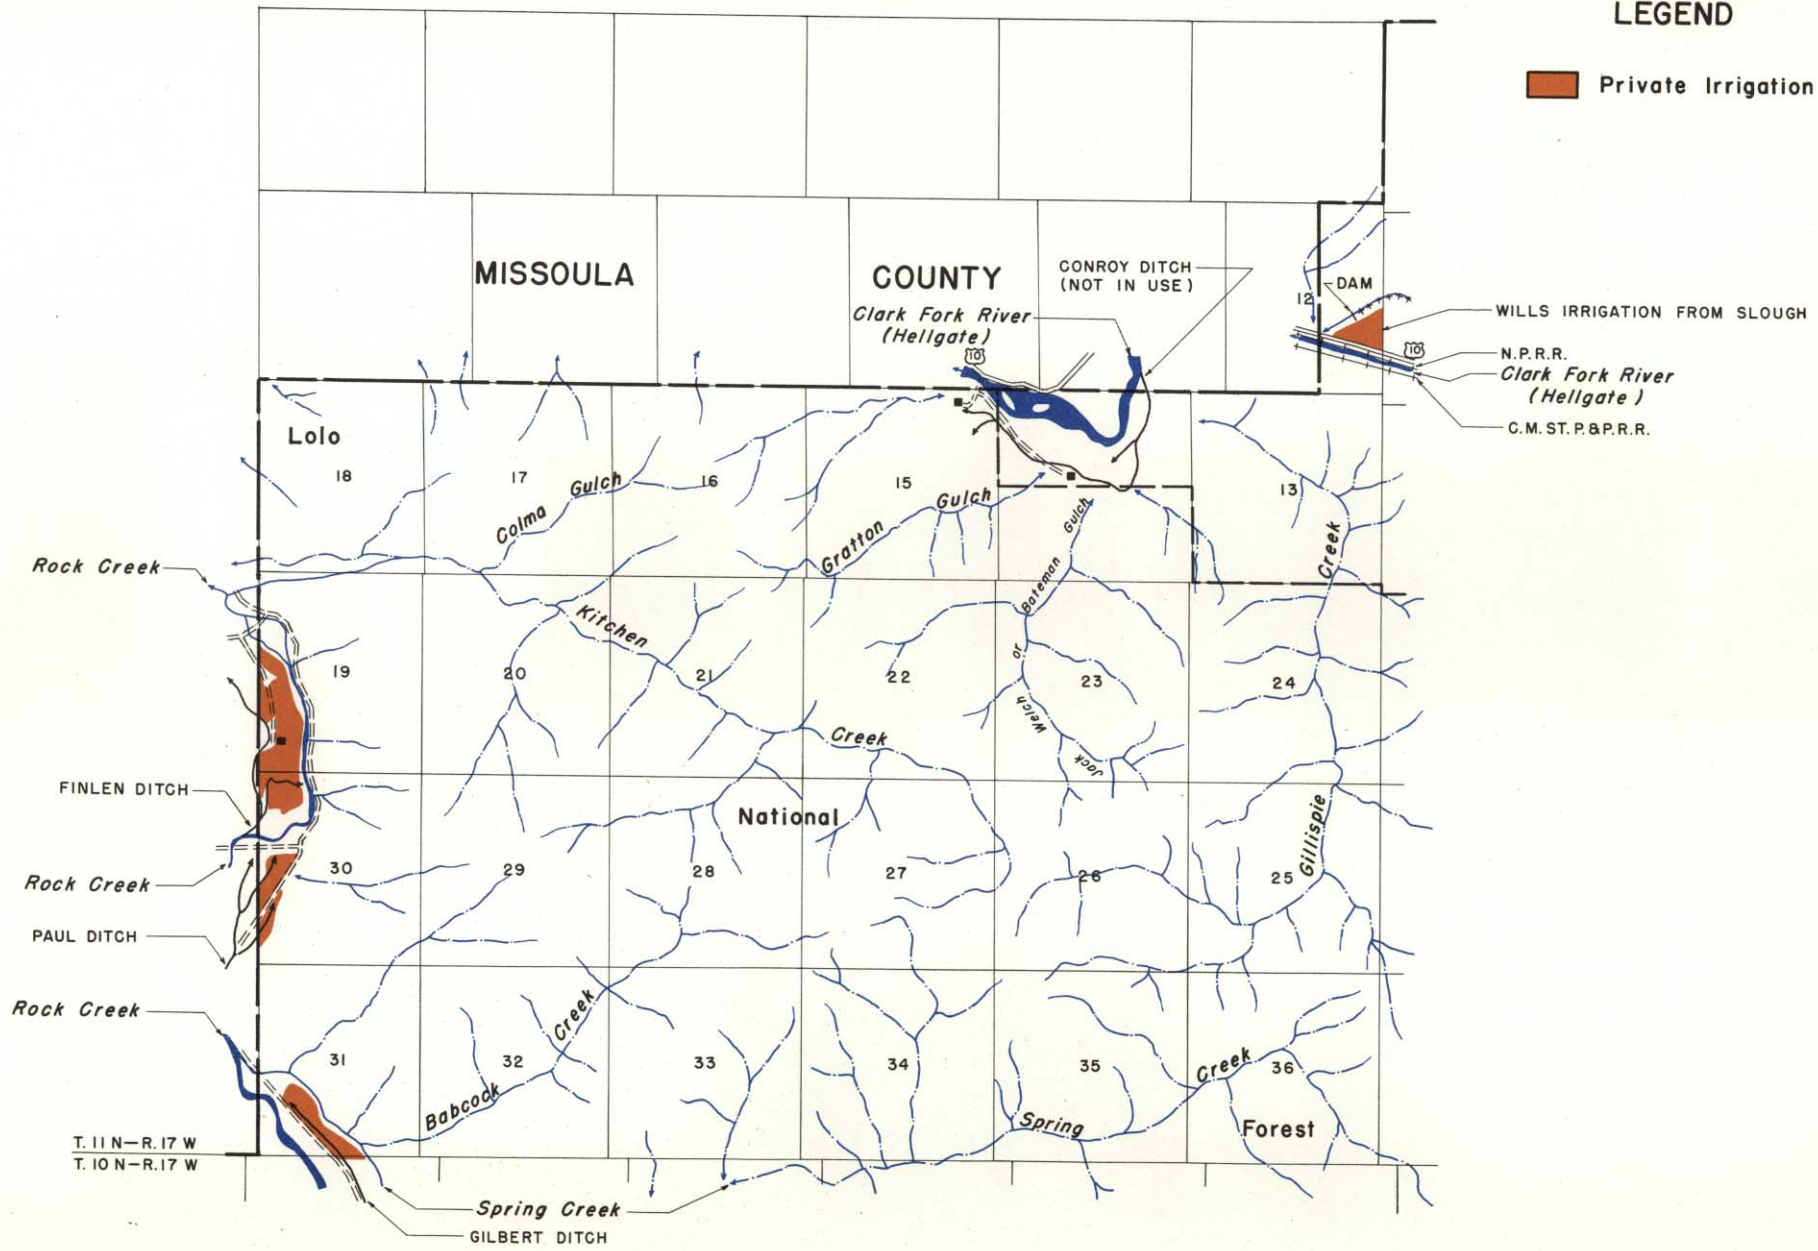 LEGEND
Private Irrigation
MISSOULA COUNTY
CONROY DITCH
(NOT IN USE)
Clark Fork River
(Hellgate)
10
12
DAM
WILLS IRRIGATION FROM SLOUGH
N.P.R.R.
10
Clark Fork River
(Hellgate)
C.M.ST.P.&P.R.R.
Lolo
18
17
Colma Gulch
16
15
Gratton Gulch
13
Rock Creek
Kitchen Creek
Bateman Gulch
or
Welch
Jack
Gillispie Creek
19
20
21
22
23
24
FINLEN DITCH
National
Rock Creek
30
29
28
27
26
25
PAUL DITCH
Rock Creek
31
32
33
34
35
36
Babcock Creek
Spring Creek
Forest
T. 11 N—R. 17 W
T. 10 N—R. 17 W
Spring Creek
GILBERT DITCH